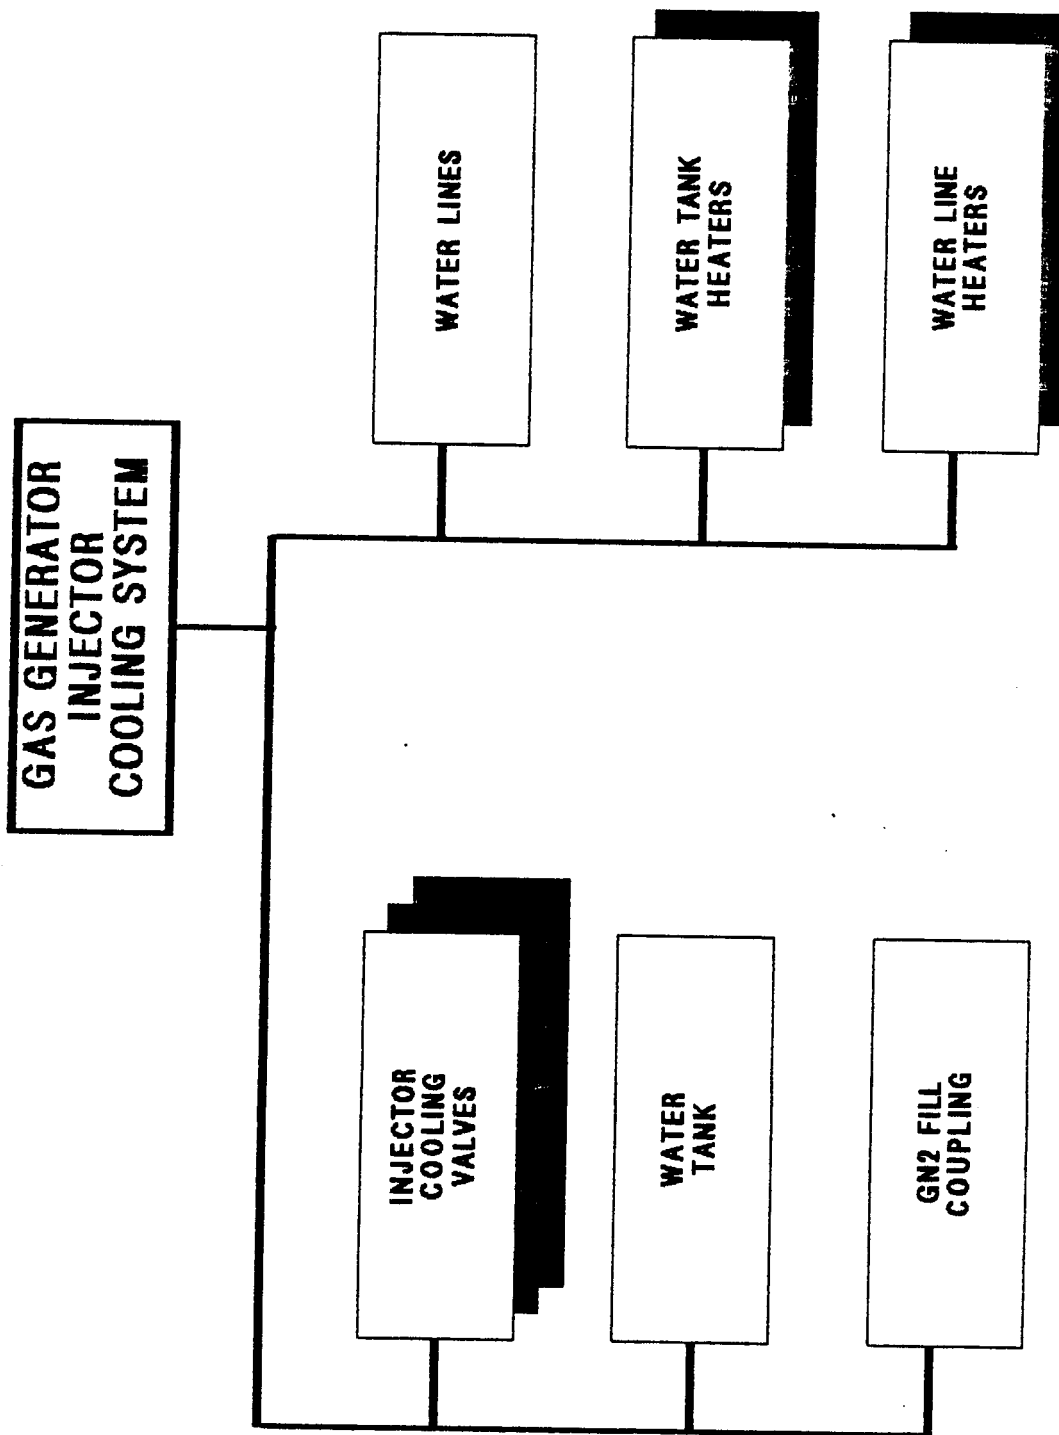 GAS GENERATOR
INJECTOR
COOLING SYSTEM
INJECTOR
COOLING
VALVES
WATER
TANK
GN2 FILL
COUPLING
WATER LINES
WATER TANK
HEATERS
WATER LINE
HEATERS